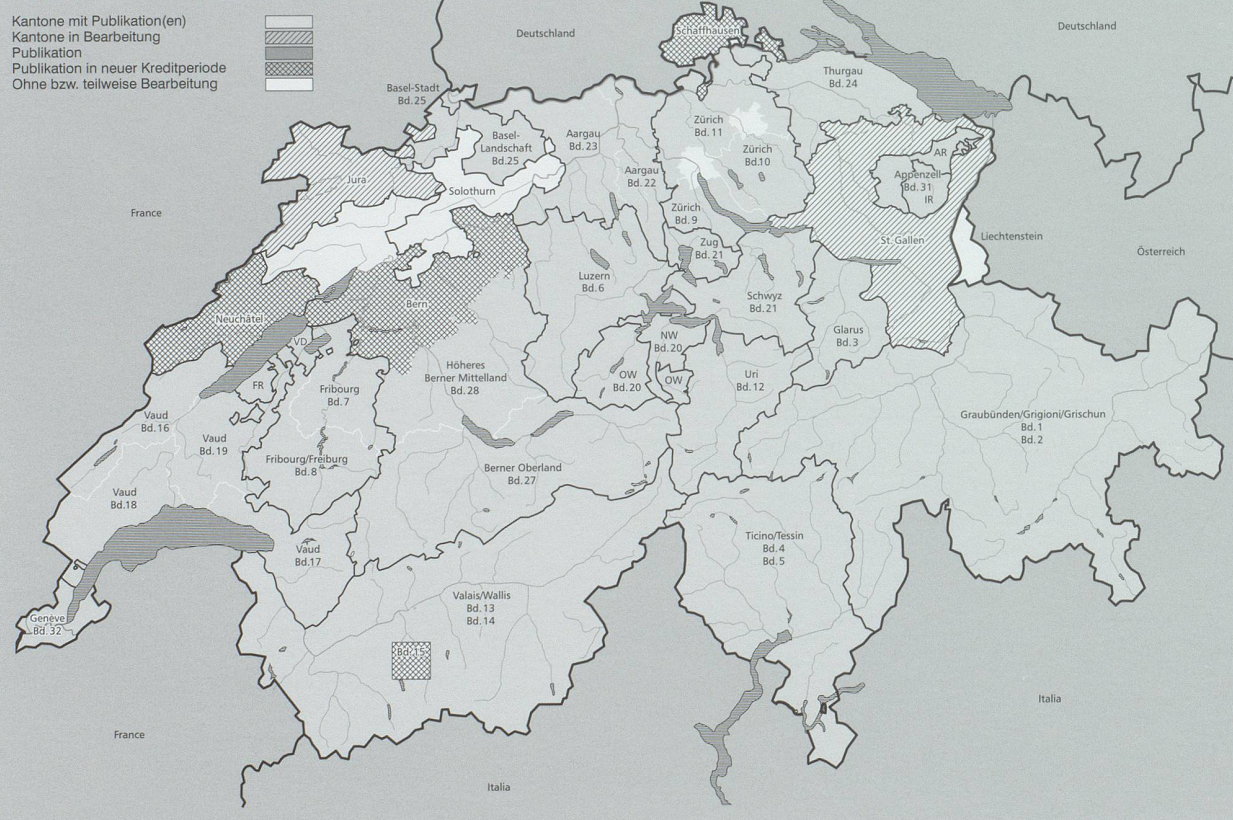 Kantone mit Publikation(en)
Kantone in Bearbeitung
Publikation
Publikation in neuer Kreditperiode
Ohne bzw. teilweise Bearbeitung
Deutschland
Deutschland
Schaffhausen
Thurgau
Bd. 24
Basel-Stadt
Bd. 25
Basel-
Landschaft
Bd. 25
Aargau
Bd. 23
Zürich
Bd. 11
Zürich
Bd.10
Aargau
Bd. 22
AR
Appenzell
Bd. 31
IR
Jura
Solothurn
France
Zürich
Bd. 9
Zug
Bd. 21
St. Gallen
Liechtenstein
Österreich
Luzern
Bd. 6
Schwyz
Bd. 21
Bern
Neuchâtel
VD
NW
Bd. 20
Glarus
Bd. 3
Höheres
Berner Mittelland
Bd. 28
OW
Bd. 20
OW
Uri
Bd. 12
FR
Fribourg
Bd. 7
Vaud
Bd. 16
Vaud
Bd. 19
Graubünden/Grigioni/Grischun
Bd. 1
Bd. 2
Fribourg/Freiburg
Bd. 8
Berner Oberland
Bd. 27
Vaud
Bd.18
Vaud
Bd.17
Ticino/Tessin
Bd. 4
Bd. 5
Valais/Wallis
Bd. 13
Bd. 14
Genève
Bd. 32
Bd. 15
Italia
France
Italia